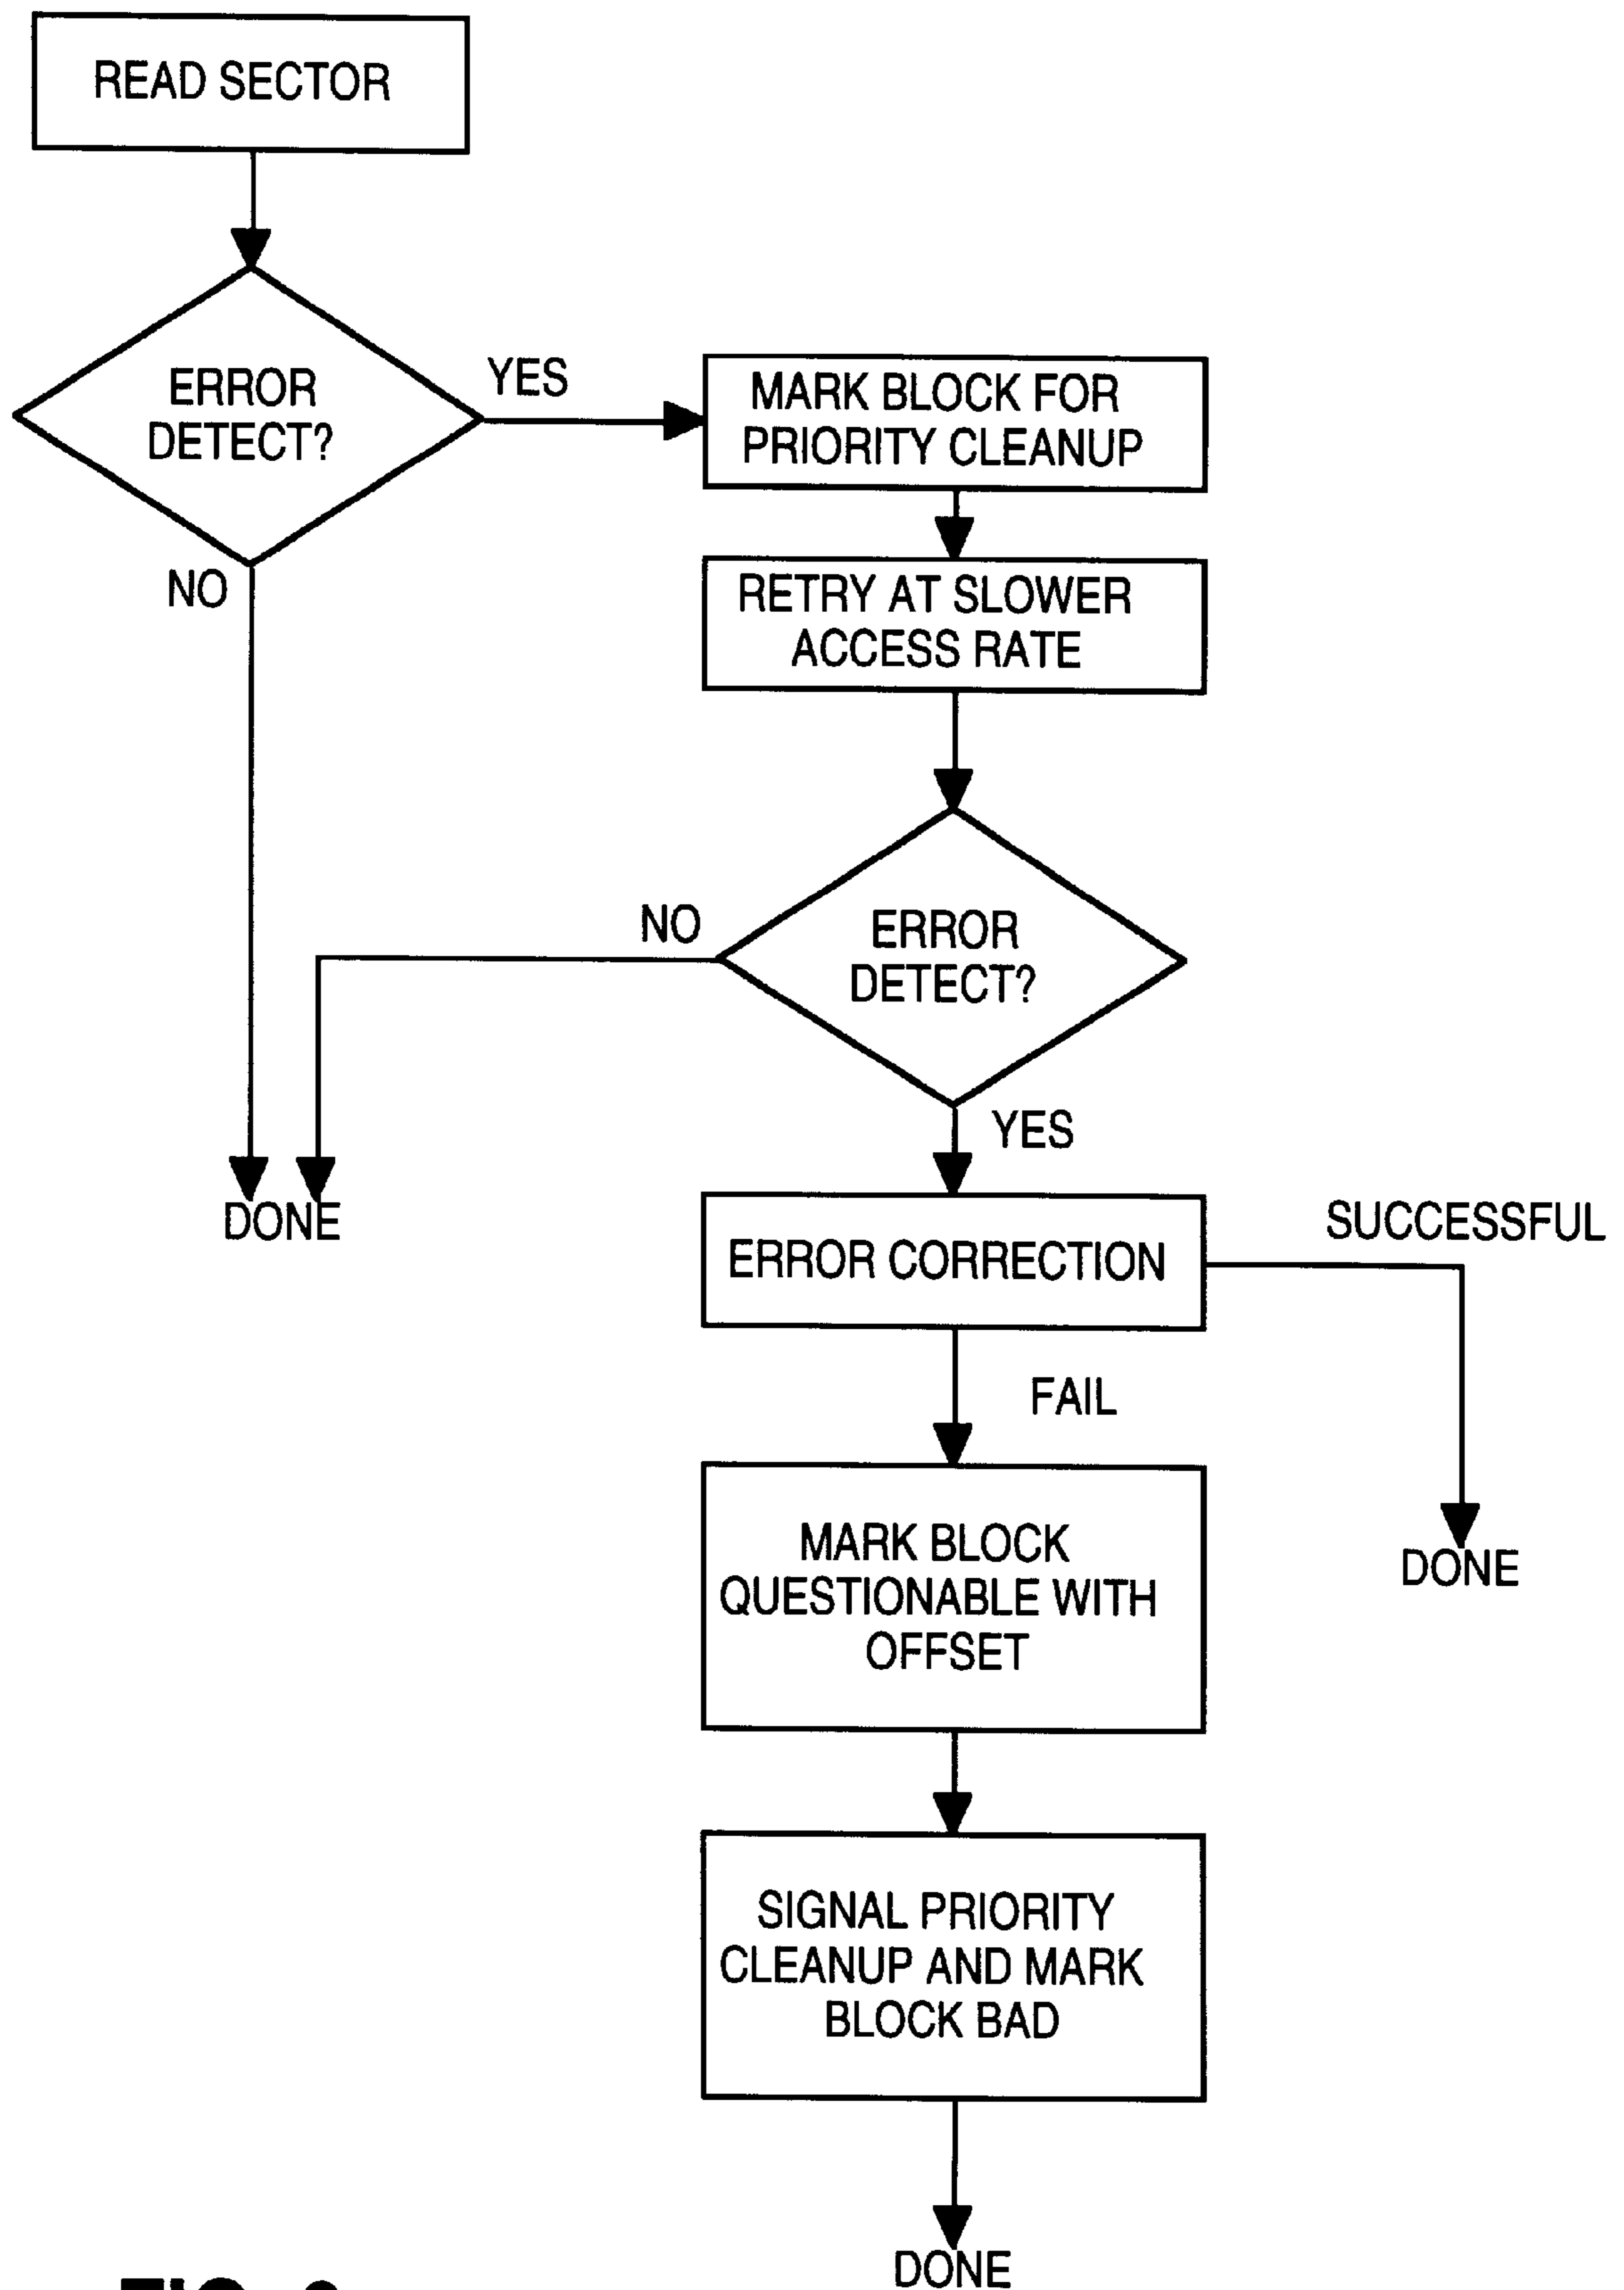 READ SECTOR
ERROR
DETECT?
YES
NO
MARK BLOCK FOR
PRIORITY CLEANUP
RETRY AT SLOWER
ACCESS RATE
ERROR
DETECT?
NO
YES
DONE
ERROR CORRECTION
SUCCESSFUL
DONE
FAIL
MARK BLOCK
QUESTIONABLE WITH
OFFSET
SIGNAL PRIORITY
CLEANUP AND MARK
BLOCK BAD
DONE
FIG.